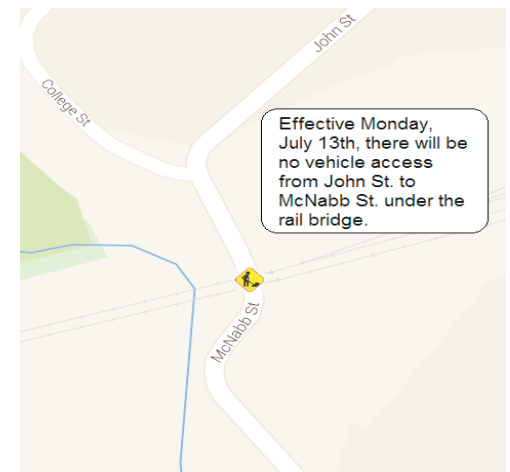 John St
College St
Effective Monday,
July 13th, there will be
no vehicle access
from John St. to
McNabb St. under the
rail bridge.
McNabb St